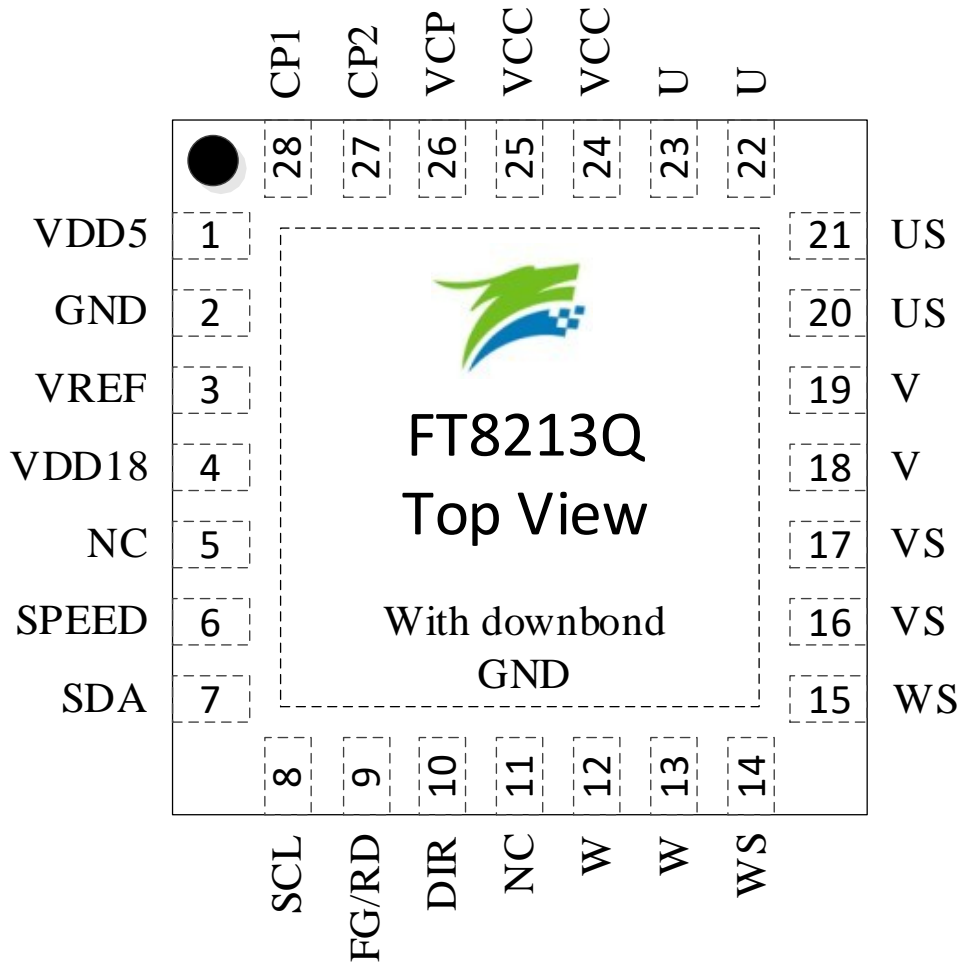 CP1 CP2 VCP VCC VCC U U
28 27 26 25 24 23 22
VDD5 1 21 US
GND 2 20 US
VREF 3 19 V
VDD18 4 18 V
NC 5 17 VS
SPEED 6 16 VS
SDA 7 15 WS
FT8213Q
Top View
With downbond
GND
8 9 10 11 12 13 14
SCL FG/RD DIR NC W W WS